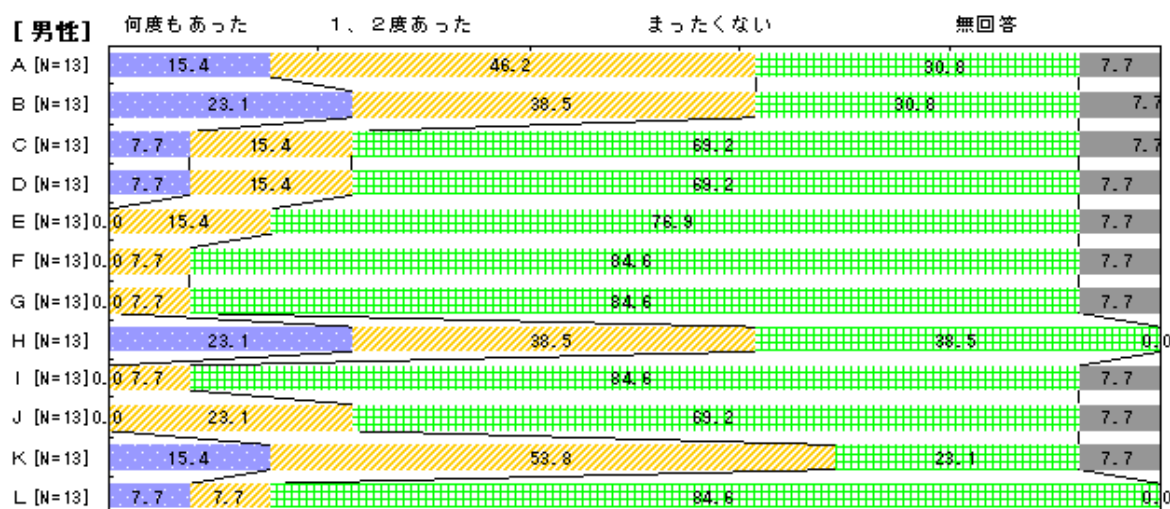 [男性] 何度もあった 1、2度あった まったくない 無回答
A [N=13] 15.4 46.2 30.8 7.7
B [N=13] 23.1 38.5 30.8 7.7
C [N=13] 7.7 15.4 69.2 7.7
D [N=13] 7.7 15.4 69.2 7.7
E [N=13] 0.0 15.4 76.9 7.7
F [N=13] 0.0 7.7 84.6 7.7
G [N=13] 0.0 7.7 84.6 7.7
H [N=13] 23.1 38.5 38.5 0.0
I [N=13] 0.0 7.7 84.6 7.7
J [N=13] 0.0 23.1 69.2 7.7
K [N=13] 15.4 53.8 23.1 7.7
L [N=13] 7.7 7.7 84.6 0.0